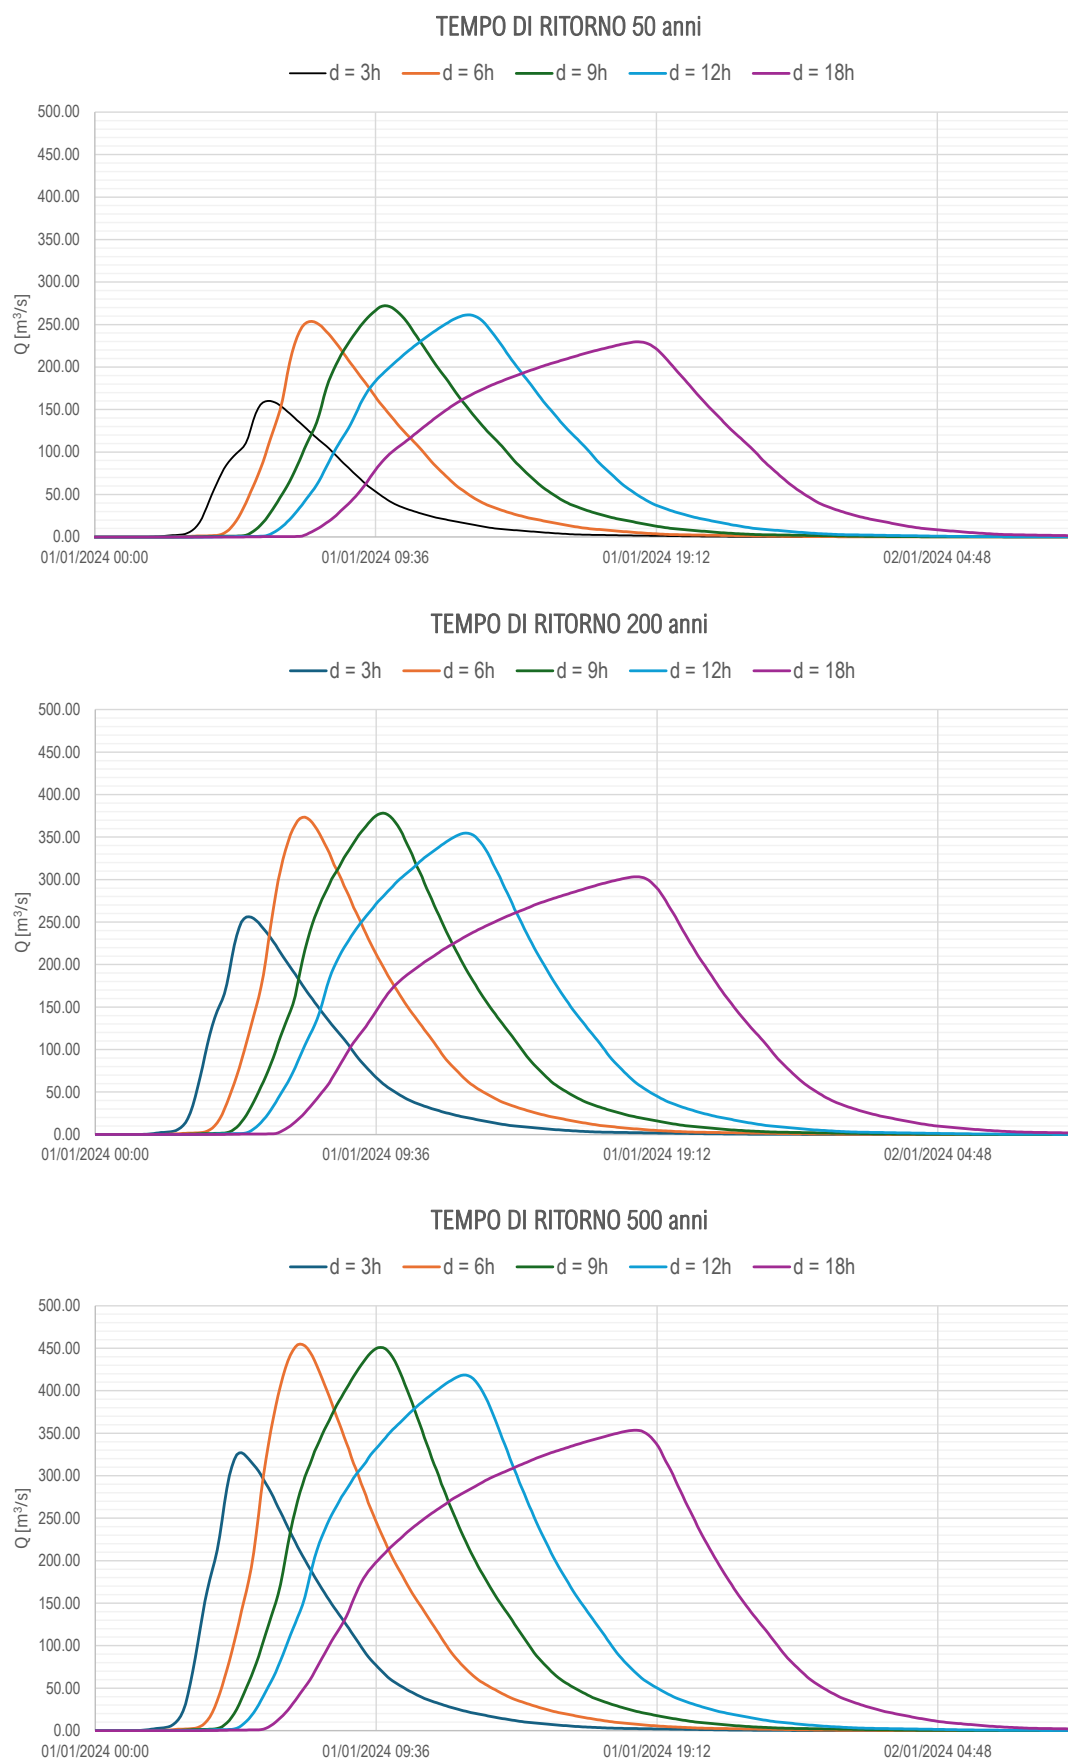 TEMPO DI RITORNO 50 anni
d = 3h d = 6h d = 9h d = 12h d = 18h
500.00
450.00
400.00
350.00
300.00
250.00
200.00
150.00
100.00
50.00
0.00
Q [m³/s]
01/01/2024 00:00 01/01/2024 09:36 01/01/2024 19:12 02/01/2024 04:48
TEMPO DI RITORNO 200 anni
d = 3h d = 6h d = 9h d = 12h d = 18h
500.00
450.00
400.00
350.00
300.00
250.00
200.00
150.00
100.00
50.00
0.00
Q [m³/s]
01/01/2024 00:00 01/01/2024 09:36 01/01/2024 19:12 02/01/2024 04:48
TEMPO DI RITORNO 500 anni
d = 3h d = 6h d = 9h d = 12h d = 18h
500.00
450.00
400.00
350.00
300.00
250.00
200.00
150.00
100.00
50.00
0.00
Q [m³/s]
01/01/2024 00:00 01/01/2024 09:36 01/01/2024 19:12 02/01/2024 04:48